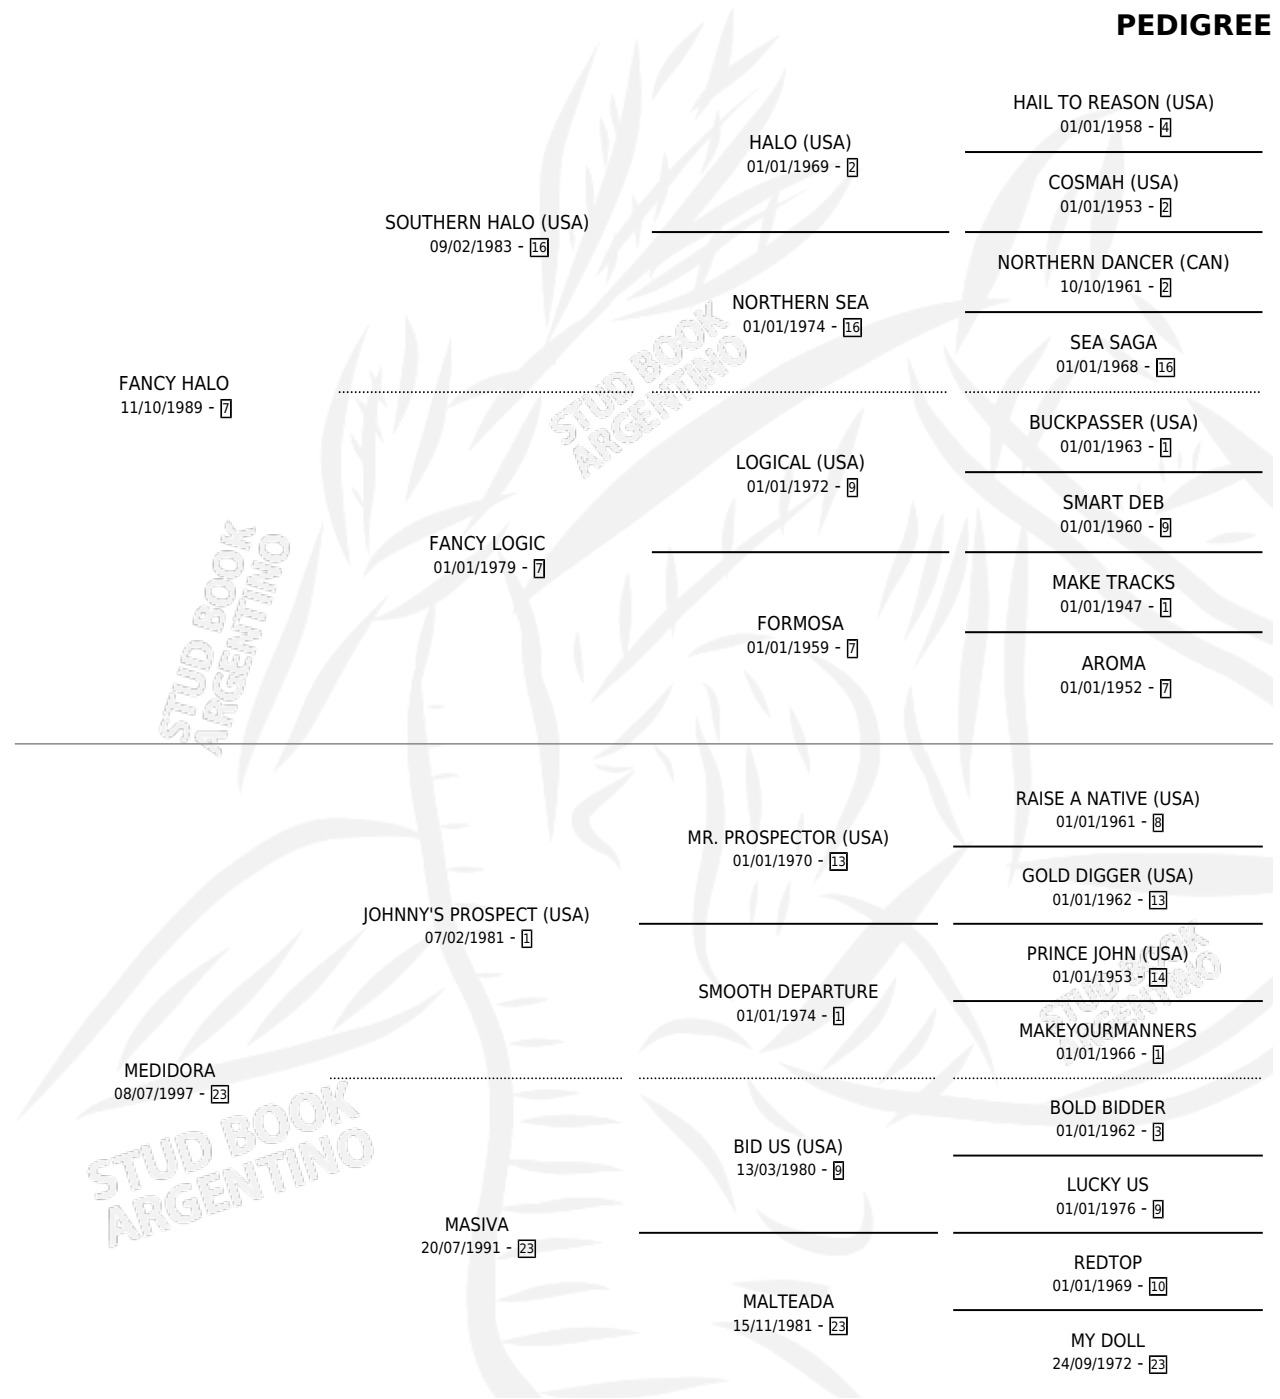 PEDIGREE
HAIL TO REASON (USA)
01/01/1958 - 4
HALO (USA)
01/01/1969 - 2
COSMAH (USA)
01/01/1953 - 2
SOUTHERN HALO (USA)
09/02/1983 - 16
NORTHERN DANCER (CAN)
10/10/1961 - 2
NORTHERN SEA
01/01/1974 - 16
SEA SAGA
01/01/1968 - 16
FANCY HALO
11/10/1989 - 7
BUCKPASSER (USA)
01/01/1963 - 1
LOGICAL (USA)
01/01/1972 - 9
SMART DEB
01/01/1960 - 9
FANCY LOGIC
01/01/1979 - 7
MAKE TRACKS
01/01/1947 - 1
FORMOSA
01/01/1959 - 7
AROMA
01/01/1952 - 7
RAISE A NATIVE (USA)
01/01/1961 - 8
MR. PROSPECTOR (USA)
01/01/1970 - 13
GOLD DIGGER (USA)
01/01/1962 - 13
JOHNNY'S PROSPECT (USA)
07/02/1981 - 1
PRINCE JOHN (USA)
01/01/1953 - 14
SMOOTH DEPARTURE
01/01/1974 - 1
MAKEYOURMANNERS
01/01/1966 - 1
MEDIDORA
08/07/1997 - 23
BOLD BIDDER
01/01/1962 - 3
BID US (USA)
13/03/1980 - 9
LUCKY US
01/01/1976 - 9
MASIVA
20/07/1991 - 23
REDTOP
01/01/1969 - 10
MALTEADA
15/11/1981 - 23
MY DOLL
24/09/1972 - 23
STUD BOOK
ARGENTINO
STUD BOOK
ARGENTINO
STUD BOOK
ARGENTINO
STUD BOOK
ARGENTINO